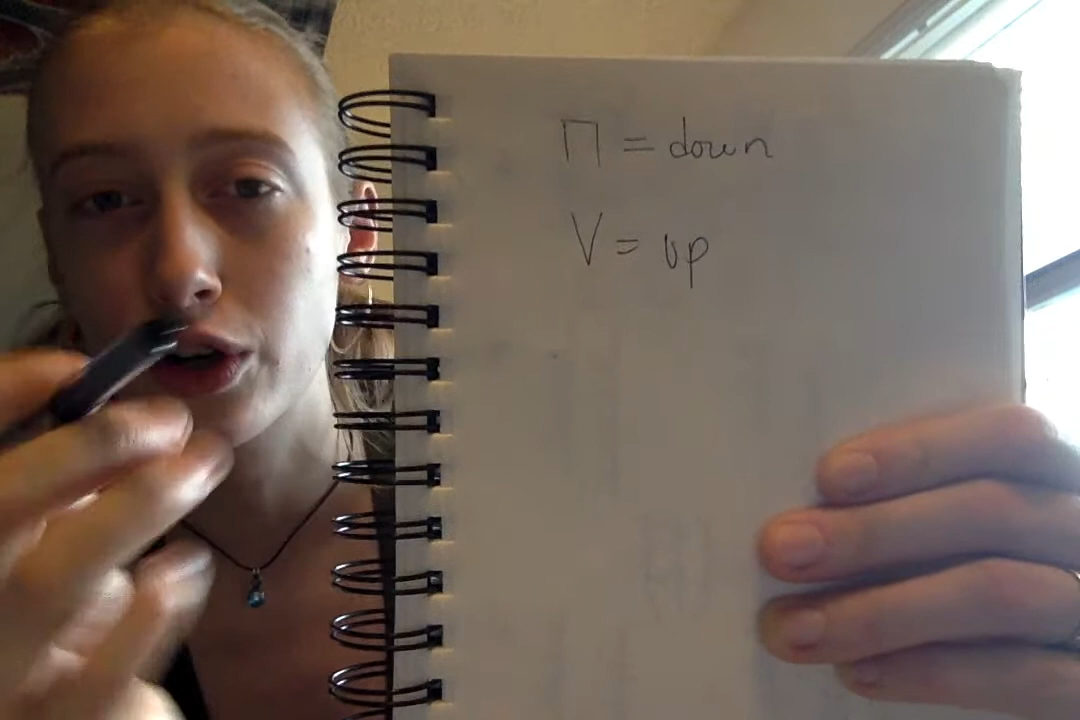 Π = down
V = up